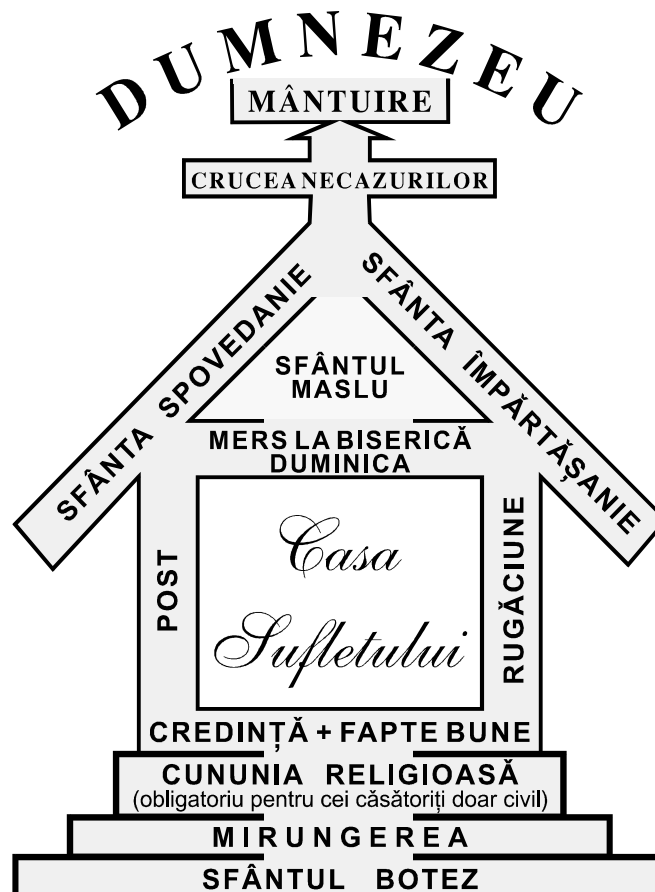 DUMNEZEU
MÂNTUIRE
CRUCEA NECAZURILOR
SFÂNTA SPOVEDANIE
SFÂNTA ÎMPĂRTĂȘANIE
SFÂNTUL
MASLU
MERS LA BISERICĂ
DUMINICA
POST
Casa
Sufletului
RUGĂCIUNE
CREDINȚĂ + FAPTE BUNE
CUNUNIA RELIGIOASĂ
(obligatoriu pentru cei căsătoriți doar civil)
MIRUNGEREA
SFÂNTUL BOTEZ